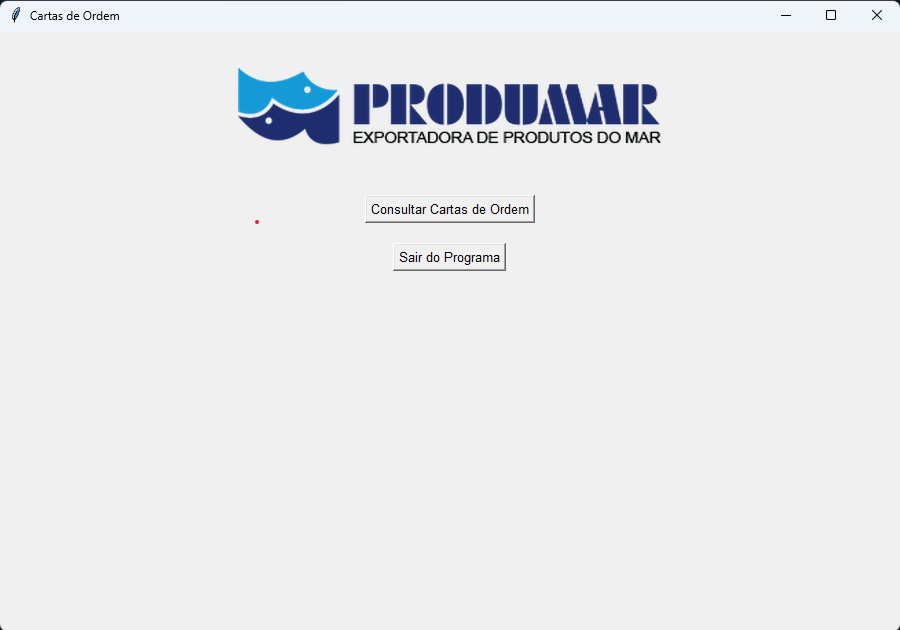 Cartas de Ordem
PRODUMAR
EXPORTADORA DE PRODUTOS DO MAR
Consultar Cartas de Ordem
Sair do Programa